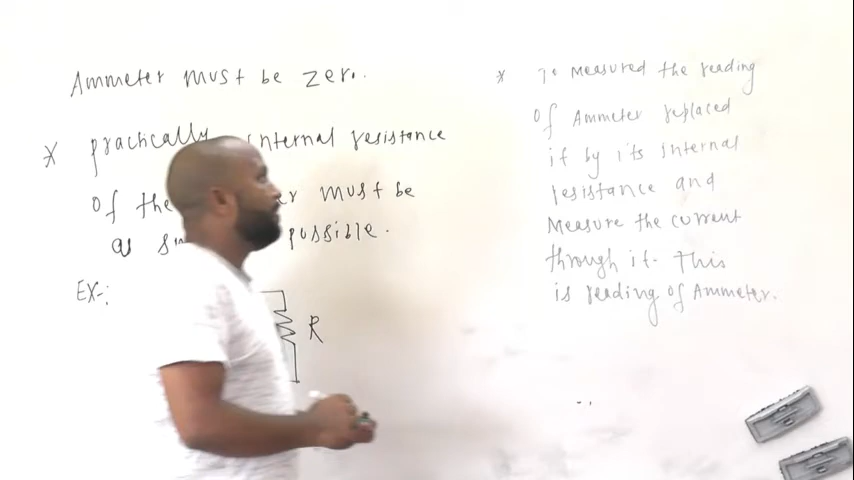 Ammeter must be zero.
* practically internal resistance
of the must be
as possible.
Ex-:
R
* To measured the reading
of Ammeter replaced
it by its internal
resistance and
Measure the current
through it. This
is reading of Ammeter.